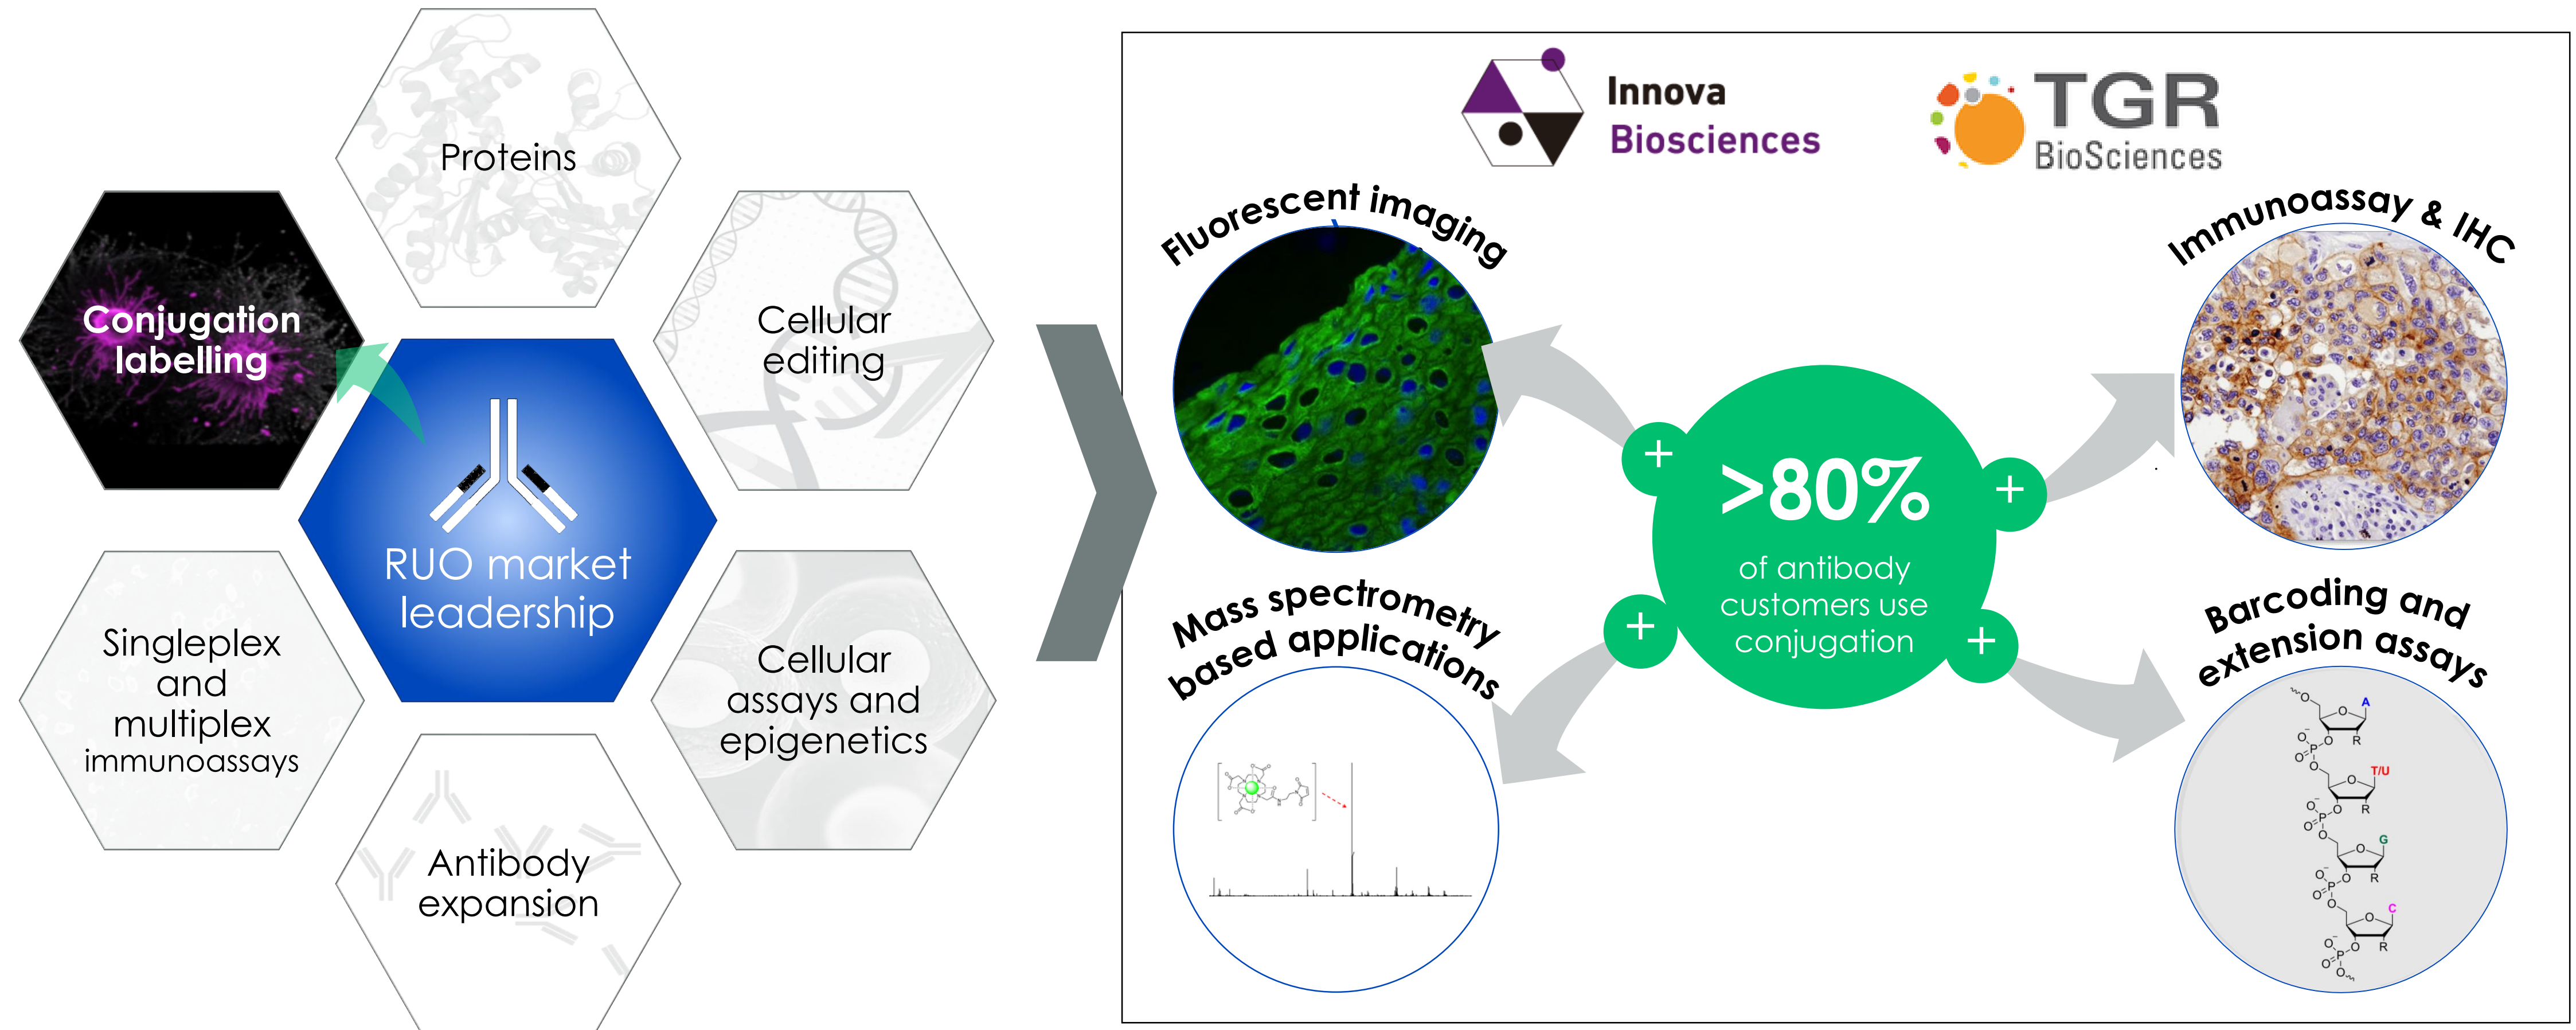 Proteins
Conjugation
labelling
Cellular
editing
RUO market
leadership
Singleplex
and
multiplex
immunoassays
Cellular
assays and
epigenetics
Antibody
expansion
Innova
Biosciences
TGR
BioSciences
Fluorescent imaging
Immunoassay & IHC
+
+
>80%
of antibody
customers use
conjugation
+
+
Mass spectrometry
based applications
Barcoding and
extension assays
A
T/U
G
C